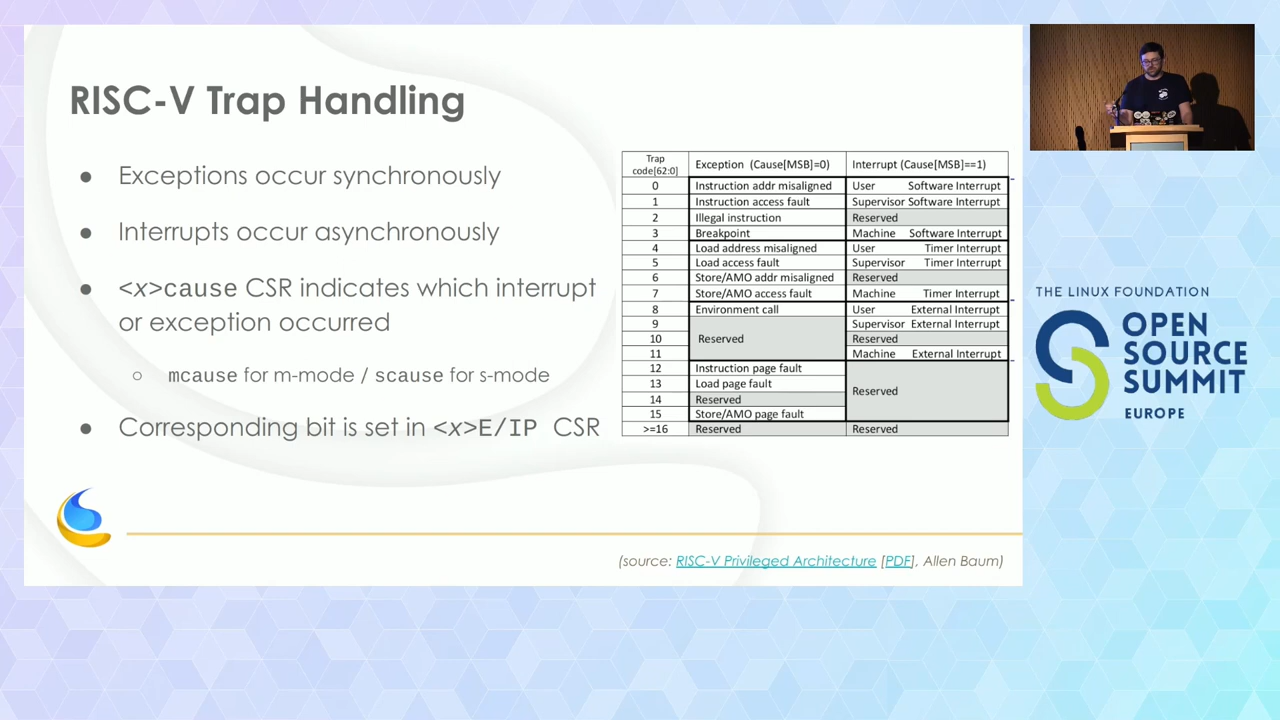 RISC-V Trap Handling
● Exceptions occur synchronously
● Interrupts occur asynchronously
● <x>cause CSR indicates which interrupt
or exception occurred
○ mcause for m-mode / scause for s-mode
● Corresponding bit is set in <x>E/IP CSR
Trap
code[62:0] Exception (Cause[MSB]=0) Interrupt (Cause[MSB]==1)
0 Instruction addr misaligned User Software Interrupt
1 Instruction access fault Supervisor Software Interrupt
2 Illegal instruction Reserved
3 Breakpoint Machine Software Interrupt
4 Load address misaligned User Timer Interrupt
5 Load access fault Supervisor Timer Interrupt
6 Store/AMO addr misaligned Reserved
7 Store/AMO access fault Machine Timer Interrupt
8 Environment call User External Interrupt
9 Supervisor External Interrupt
10 Reserved Reserved
11 Machine External Interrupt
12 Instruction page fault
13 Load page fault Reserved
14 Reserved
15 Store/AMO page fault
>=16 Reserved Reserved
(source: RISC-V Privileged Architecture [PDF], Allen Baum)
THE LINUX FOUNDATION
OPEN
SOURCE
SUMMIT
EUROPE